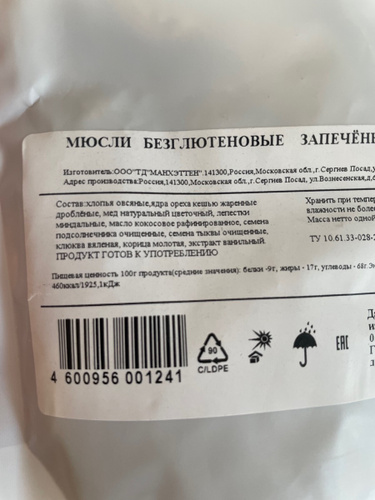 МЮСЛИ БЕЗГЛЮТЕНОВЫЕ ЗАПЕЧЁНН
Изготовитель:ООО"ТД"МАНХЭТТЕН".141300,Россия,Московская обл.,г.Сергиев Посад,
Адрес производства:Россия,141300,Московская обл.,г.Сергиев Посад, ул.Вознесенская,д.
Состав:хлопья овсяные,ядра ореха кешью жаренные
дроблёные, мед натуральный цветочный, лепестки
миндальные, масло кокосовое рафинированное, семена
подсолнечника очищенные, семена тыквы очищенные,
клюква вяленая, корица молотая, экстракт ванильный.
ПРОДУКТ ГОТОВ К УПОТРЕБЛЕНИЮ
Хранить при темпер
влажности не более
Масса нетто одной
ТУ 10.61.33-028-
Пищевая ценность 100г продукта(средние значения): белки -9г, жиры - 17г, углеводы - 68г.Эн
460ккал/1925,1кДж
4 600956 001241
90
C/LDPE
EAC